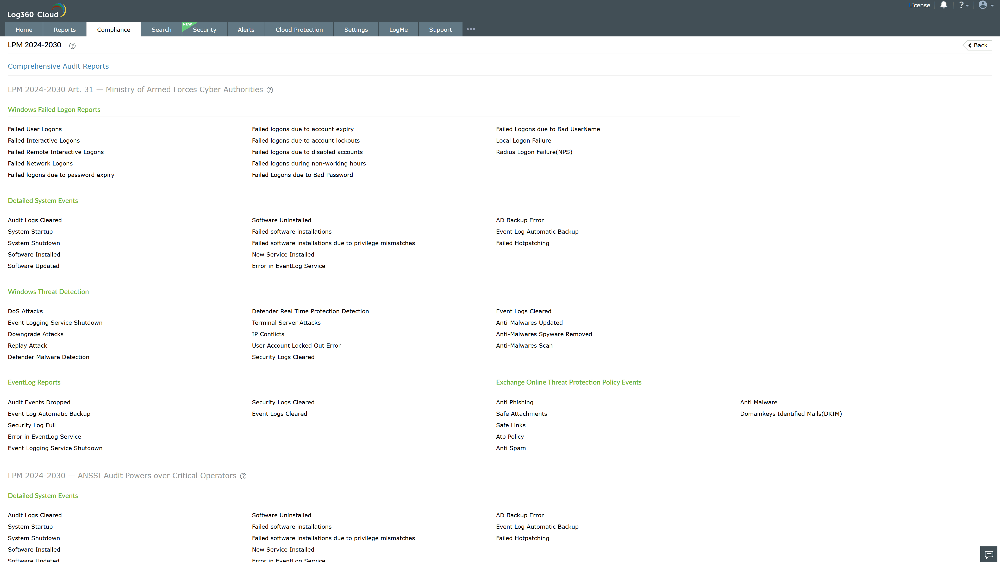 Log360 Cloud
License
?
Home
Reports
Compliance
Search
NEW
Security
Alerts
Cloud Protection
Settings
LogMe
Support
LPM 2024-2030 ?
Back
Comprehensive Audit Reports
LPM 2024-2030 Art. 31 — Ministry of Armed Forces Cyber Authorities ?
Windows Failed Logon Reports
Failed User Logons
Failed Interactive Logons
Failed Remote Interactive Logons
Failed Network Logons
Failed logons due to password expiry
Failed logons due to account expiry
Failed logons due to account lockouts
Failed logons due to disabled accounts
Failed logons during non-working hours
Failed Logons due to Bad Password
Failed Logons due to Bad UserName
Local Logon Failure
Radius Logon Failure(NPS)
Detailed System Events
Audit Logs Cleared
System Startup
System Shutdown
Software Installed
Software Updated
Software Uninstalled
Failed software installations
Failed software installations due to privilege mismatches
New Service Installed
Error in EventLog Service
AD Backup Error
Event Log Automatic Backup
Failed Hotpatching
Windows Threat Detection
DoS Attacks
Event Logging Service Shutdown
Downgrade Attacks
Replay Attack
Defender Malware Detection
Defender Real Time Protection Detection
Terminal Server Attacks
IP Conflicts
User Account Locked Out Error
Security Logs Cleared
Event Logs Cleared
Anti-Malwares Updated
Anti-Malwares Spyware Removed
Anti-Malwares Scan
EventLog Reports
Audit Events Dropped
Event Log Automatic Backup
Security Log Full
Error in EventLog Service
Event Logging Service Shutdown
Security Logs Cleared
Event Logs Cleared
Exchange Online Threat Protection Policy Events
Anti Phishing
Safe Attachments
Safe Links
Atp Policy
Anti Spam
Anti Malware
Domainkeys Identified Mails(DKIM)
LPM 2024-2030 — ANSSI Audit Powers over Critical Operators ?
Detailed System Events
Audit Logs Cleared
System Startup
System Shutdown
Software Installed
Software Updated
Software Uninstalled
Failed software installations
Failed software installations due to privilege mismatches
New Service Installed
Error in EventLog Service
AD Backup Error
Event Log Automatic Backup
Failed Hotpatching